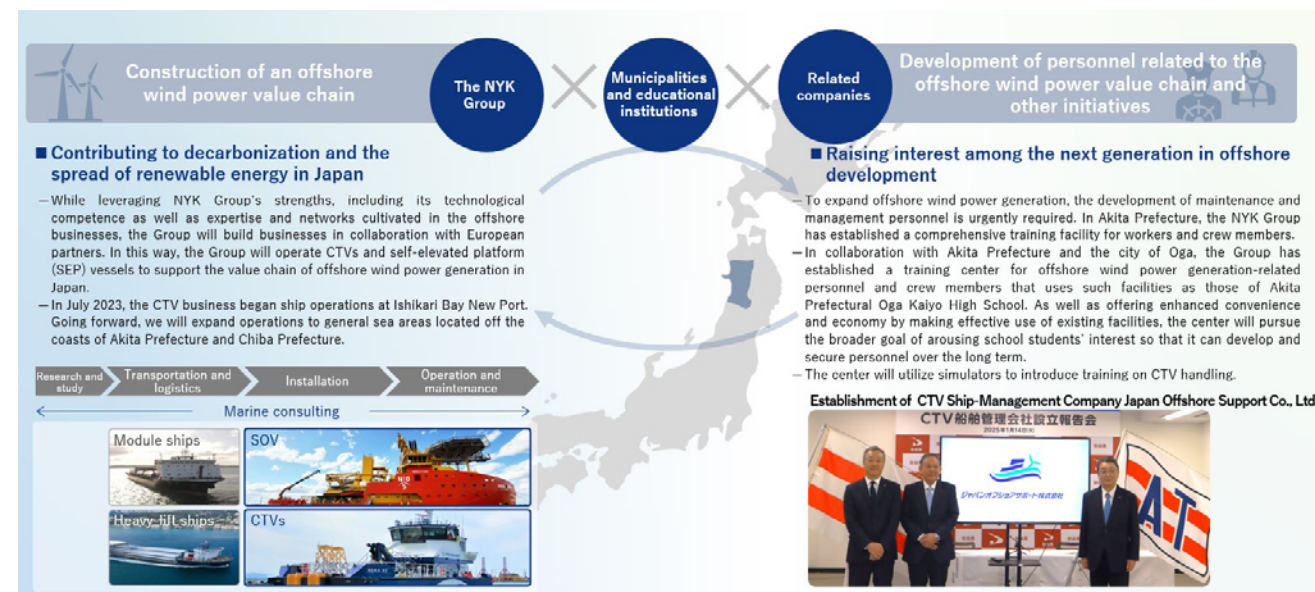 Construction of an offshore
wind power value chain
The NYK
Group
Municipalities
and educational
institutions
Related
companies
Development of personnel related to the
offshore wind power value chain and
other initiatives
■ Contributing to decarbonization and the
spread of renewable energy in Japan
— While leveraging NYK Group's strengths, including its technological
competence as well as expertise and networks cultivated in the offshore
businesses, the Group will build businesses in collaboration with European
partners. In this way, the Group will operate CTVs and self-elevated platform
(SEP) vessels to support the value chain of offshore wind power generation in
Japan.
— In July 2023, the CTV business began ship operations at Ishikari Bay New Port.
Going forward, we will expand operations to general sea areas located off the
coasts of Akita Prefecture and Chiba Prefecture.
Research and
study
Transportation and
logistics
Installation
Operation and
maintenance
Marine consulting
Module ships
SOV
Heavy lift ships
CTVs
■ Raising interest among the next generation in offshore
development
— To expand offshore wind power generation, the development of maintenance and
management personnel is urgently required. In Akita Prefecture, the NYK Group
has established a comprehensive training facility for workers and crew members.
— In collaboration with Akita Prefecture and the city of Oga, the Group has
established a training center for offshore wind power generation-related
personnel and crew members that uses such facilities as those of Akita
Prefectural Oga Kaiyo High School. As well as offering enhanced convenience
and economy by making effective use of existing facilities, the center will pursue
the broader goal of arousing school students' interest so that it can develop and
secure personnel over the long term.
— The center will utilize simulators to introduce training on CTV handling.
Establishment of CTV Ship-Management Company Japan Offshore Support Co., Ltd
CTV船舶管理会社設立報告会
2025年1月14日(火)
ジャパンオフショアサポート株式会社
A.T